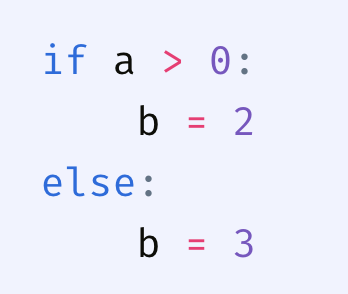 if a > 0:
    b = 2
else:
    b = 3